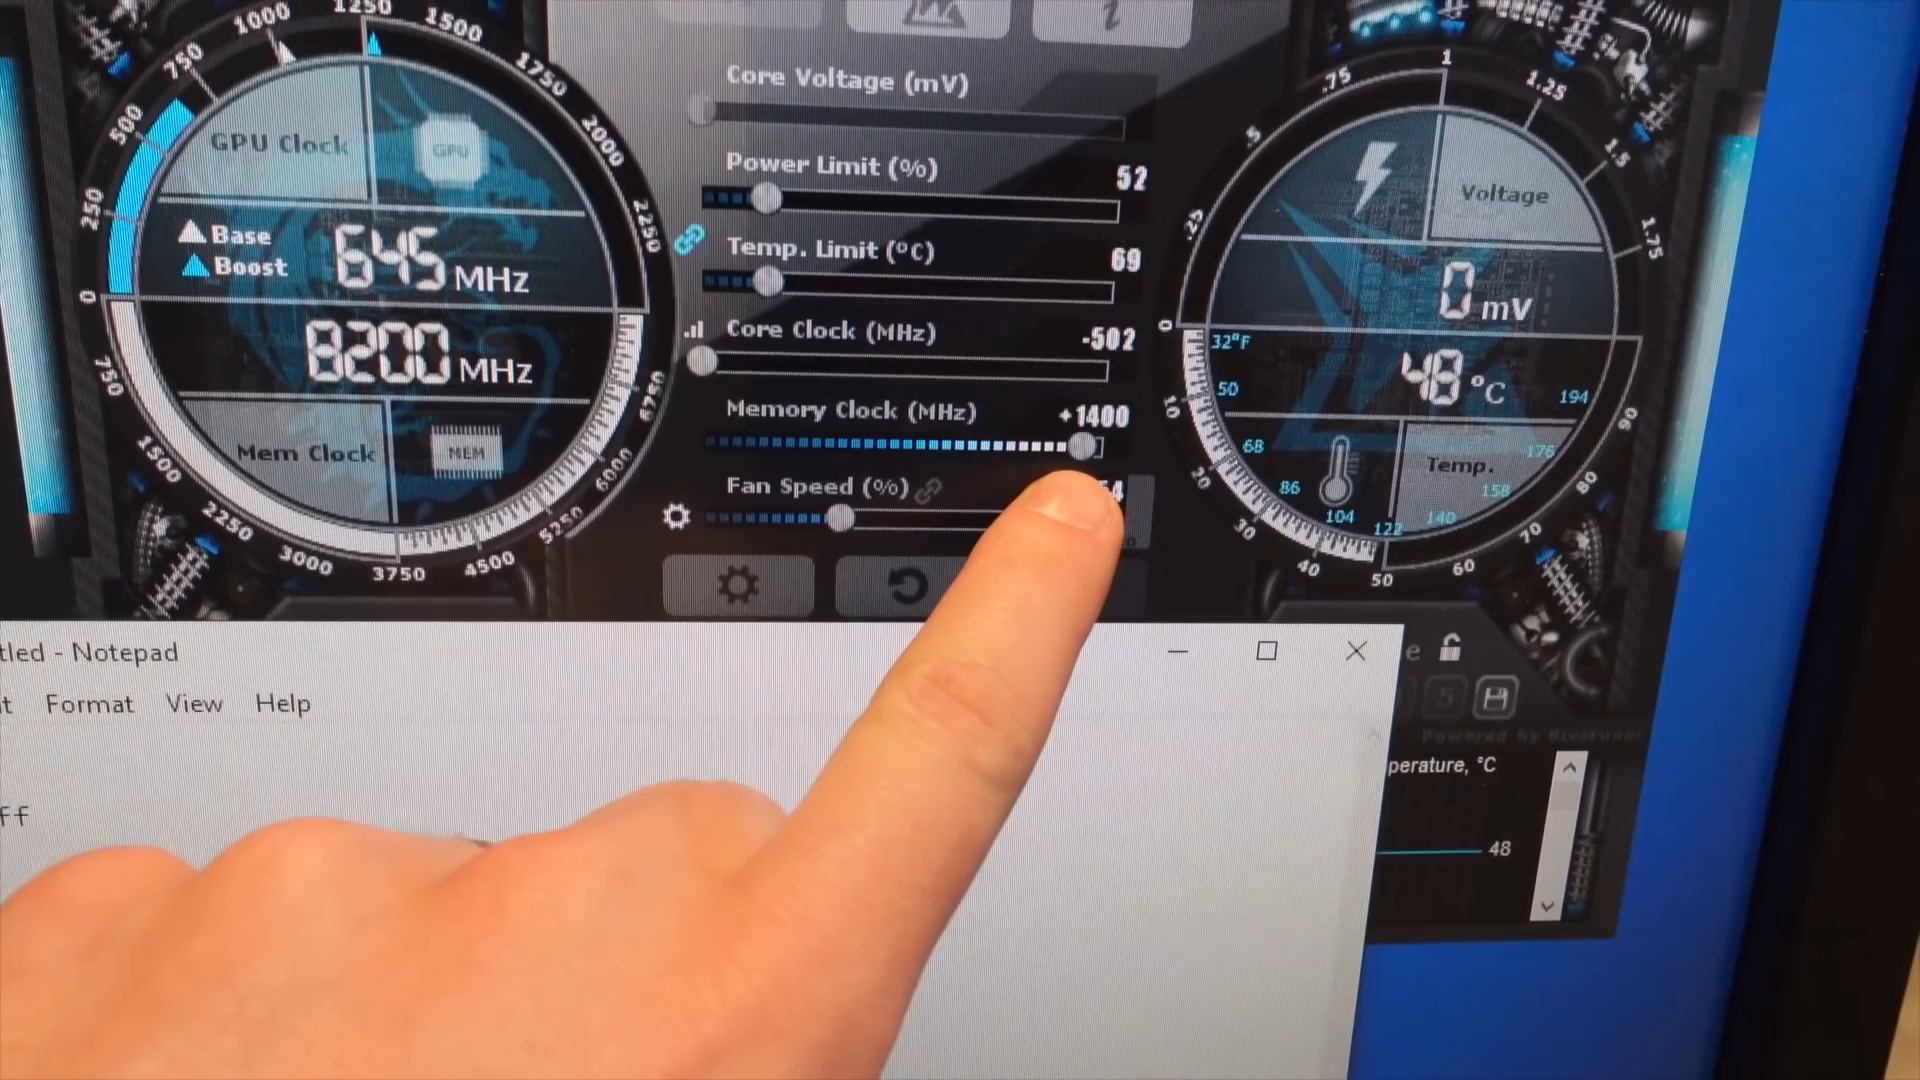 1000
1250
1500
750
1750
500
2000
250
2250
0
GPU Clock
GPU
Base
Boost
645 MHz
8200 MHz
Mem Clock
MEM
750
1500
2250
3000
3750
4500
5250
6000
6750
Core Voltage (mV)
Power Limit (%)
52
Temp. Limit (°C)
69
Core Clock (MHz)
-502
Memory Clock (MHz)
+1400
Fan Speed (%)
0
.25
.5
.75
1
1.25
1.5
1.75
Voltage
0 mV
48 °C
Temp.
32°F
50
68
86
104
122
140
158
176
194
10
20
30
40
50
60
70
80
90
tled - Notepad
t Format View Help
ff
e
5
Powered by Rivatuner
perature, °C
48